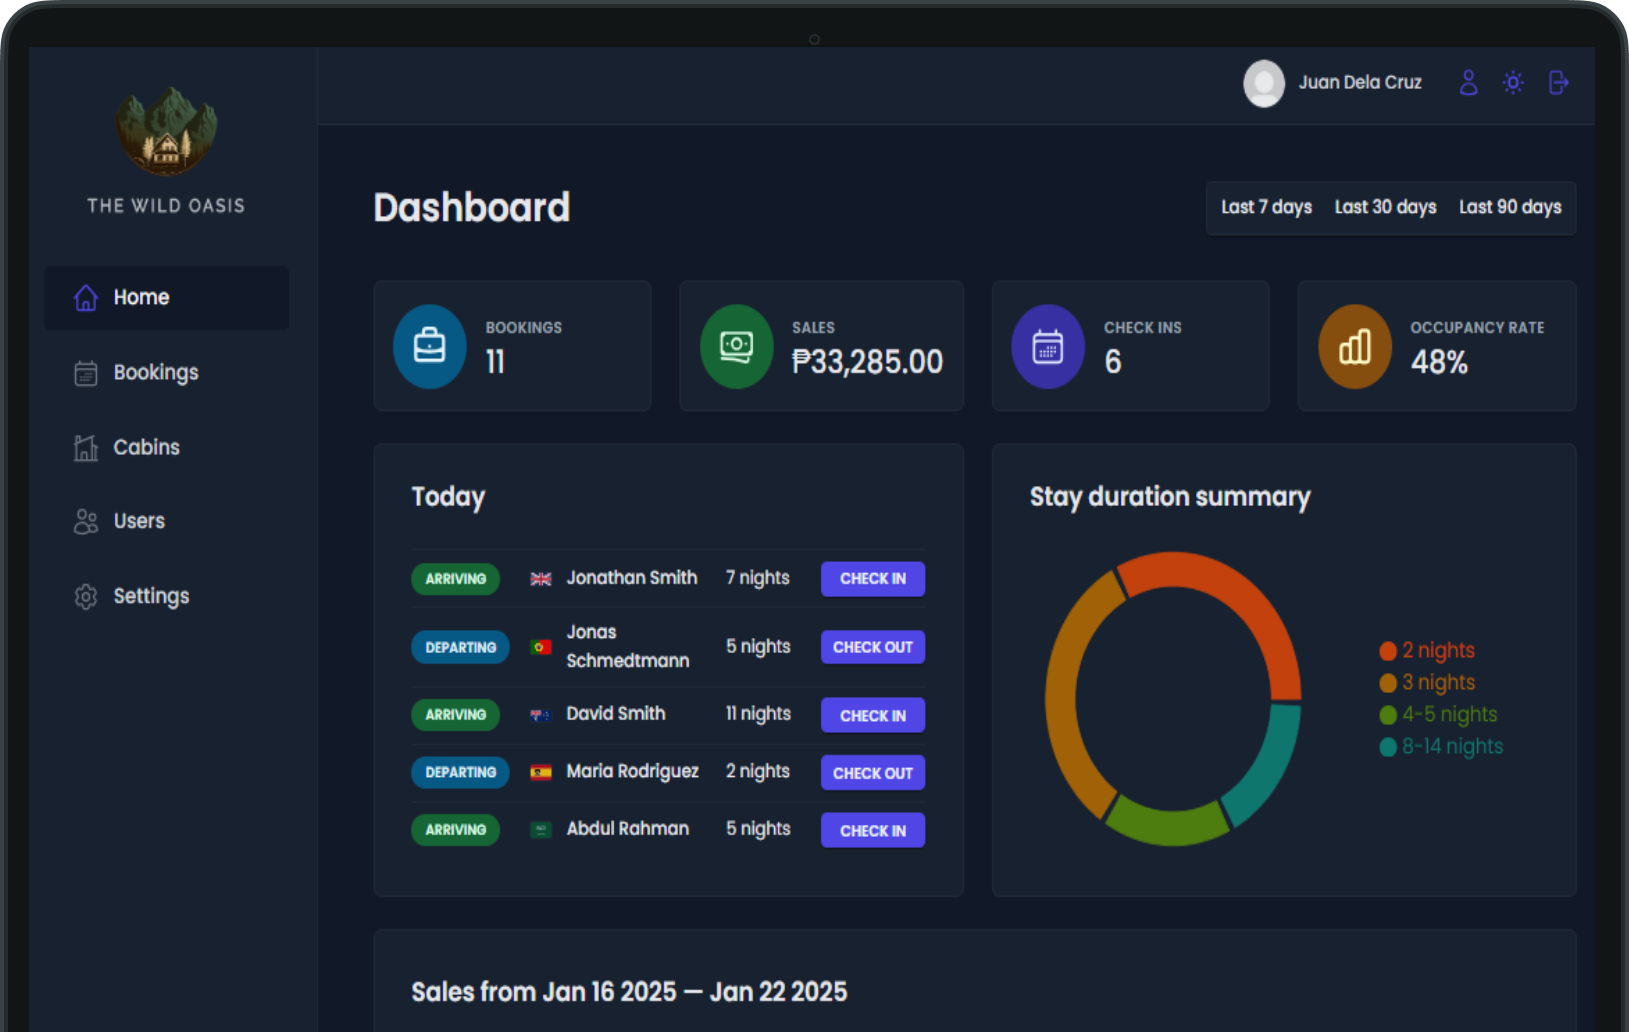 THE WILD OASIS
Juan Dela Cruz
Home
Bookings
Cabins
Users
Settings
Dashboard
Last 7 days Last 30 days Last 90 days
BOOKINGS
11
SALES
₱33,285.00
CHECK INS
6
OCCUPANCY RATE
48%
Today
ARRIVING Jonathan Smith 7 nights CHECK IN
DEPARTING Jonas Schmedtmann 5 nights CHECK OUT
ARRIVING David Smith 11 nights CHECK IN
DEPARTING Maria Rodriguez 2 nights CHECK OUT
ARRIVING Abdul Rahman 5 nights CHECK IN
Stay duration summary
2 nights
3 nights
4-5 nights
8-14 nights
Sales from Jan 16 2025 — Jan 22 2025